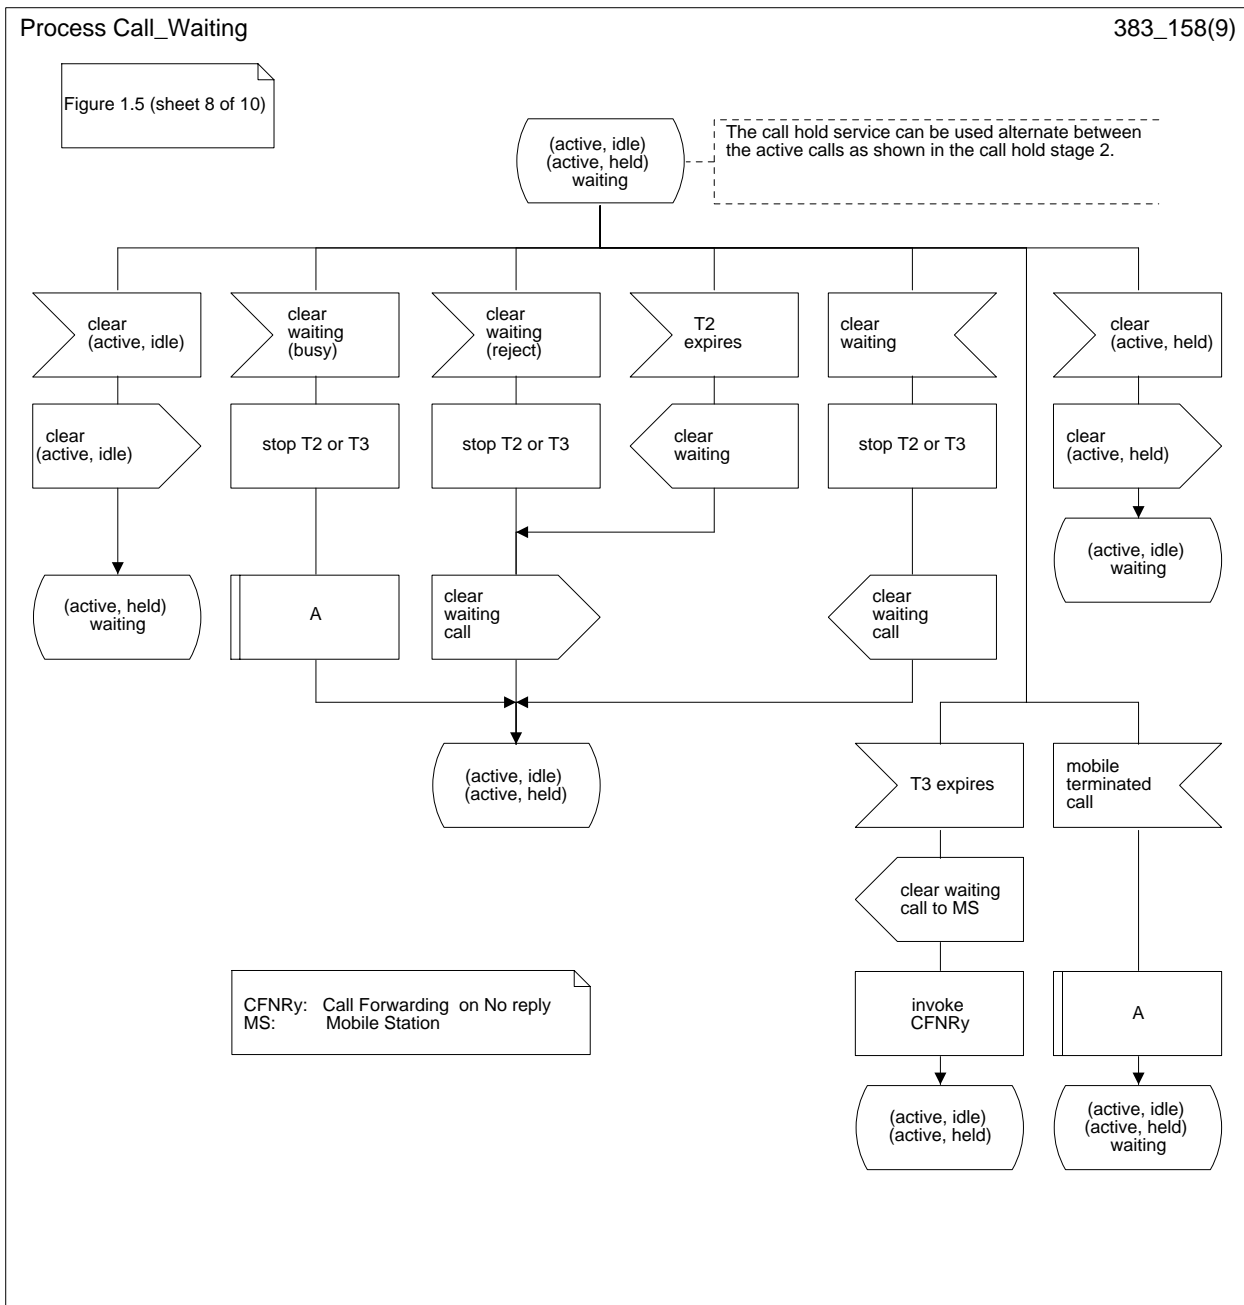 Process Call_Waiting
383_158(9)
Figure 1.5 (sheet 8 of 10)
(active, idle)
(active, held)
waiting
The call hold service can be used alternate between
the active calls as shown in the call hold stage 2.
clear
(active, idle)
clear
waiting
(busy)
clear
waiting
(reject)
T2
expires
clear
waiting
clear
(active, held)
clear
(active, idle)
stop T2 or T3
stop T2 or T3
clear
waiting
stop T2 or T3
clear
(active, held)
(active, idle)
waiting
(active, held)
waiting
A
clear
waiting
call
clear
waiting
call
(active, idle)
(active, held)
T3 expires
mobile
terminated
call
clear waiting
call to MS
CFNRy: Call Forwarding on No reply
MS: Mobile Station
invoke
CFNRy
A
(active, idle)
(active, held)
(active, idle)
(active, held)
waiting